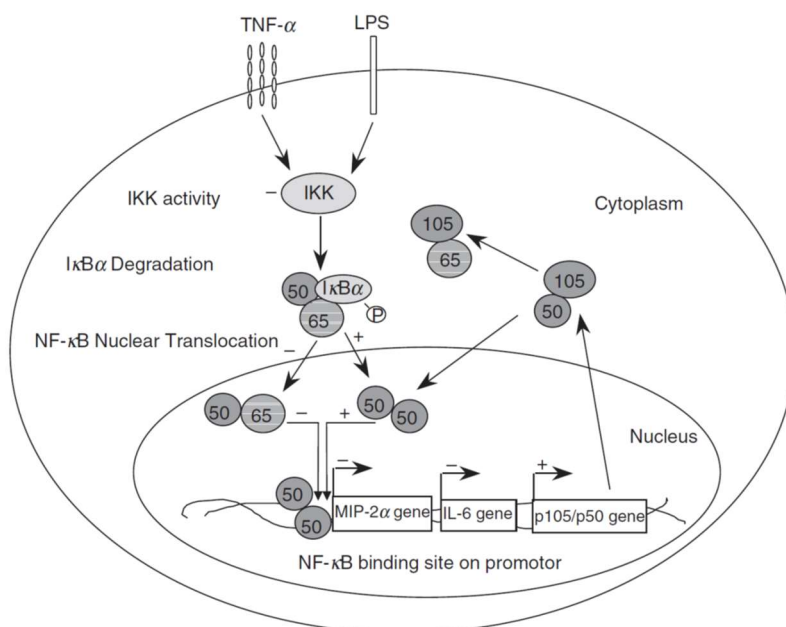 TNF-α
LPS
IKK activity
−
IKK
Cytoplasm
105
65
IκBα Degradation
50
IκBα
65
P
105
50
NF-κB Nuclear Translocation
−
+
50
65
−
+
50
50
Nucleus
−
−
+
50
50
MIP-2α gene
IL-6 gene
p105/p50 gene
NF-κB binding site on promotor